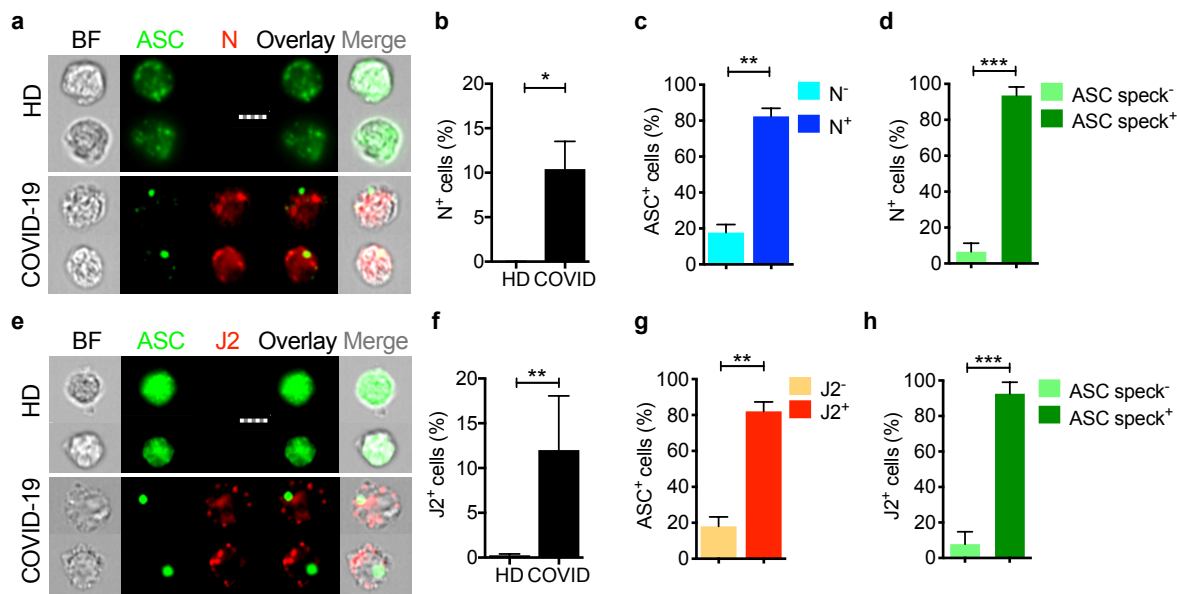 a
BF ASC N Overlay Merge
HD
COVID-19
b
N⁺ cells (%)
20
15
10
5
0
*
HD COVID
c
ASC⁺ cells (%)
100
80
60
40
20
0
**
N⁻
N⁺
d
N⁺ cells (%)
100
80
60
40
20
0
***
ASC speck⁻
ASC speck⁺
e
BF ASC J2 Overlay Merge
HD
COVID-19
f
J2⁺ cells (%)
20
15
10
5
0
**
HD COVID
g
ASC⁺ cells (%)
100
80
60
40
20
0
**
J2⁻
J2⁺
h
J2⁺ cells (%)
100
80
60
40
20
0
***
ASC speck⁻
ASC speck⁺